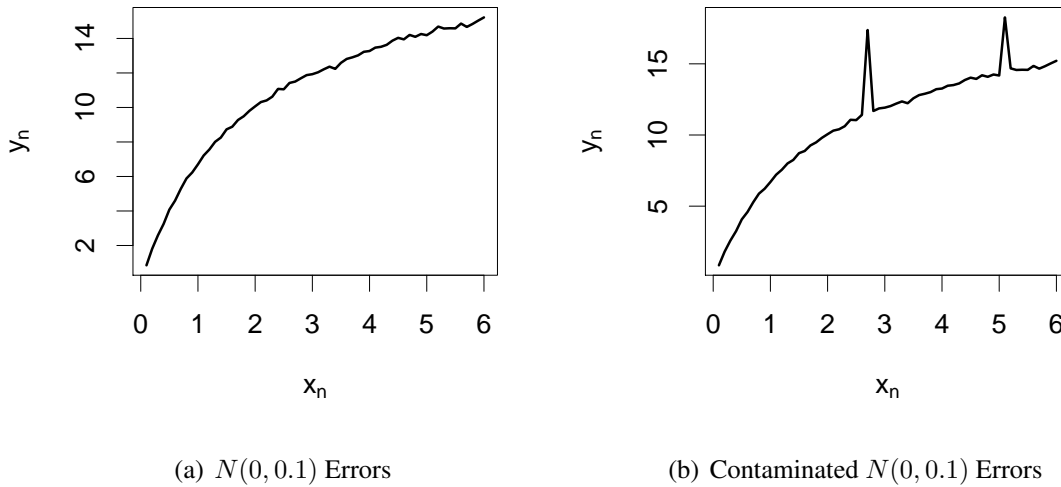 14
10
6
2
yₙ
0 1 2 3 4 5 6
xₙ
(a) N(0, 0.1) Errors
15
10
5
yₙ
0 1 2 3 4 5 6
xₙ
(b) Contaminated N(0, 0.1) Errors